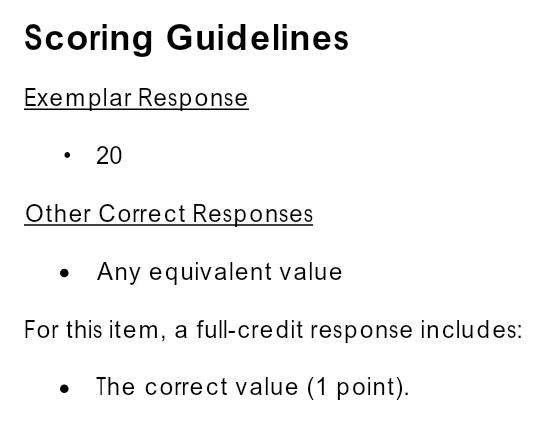 Scoring Guidelines
Exemplar Response
• 20
Other Correct Responses
• Any equivalent value
For this item, a full-credit response includes:
• The correct value (1 point).